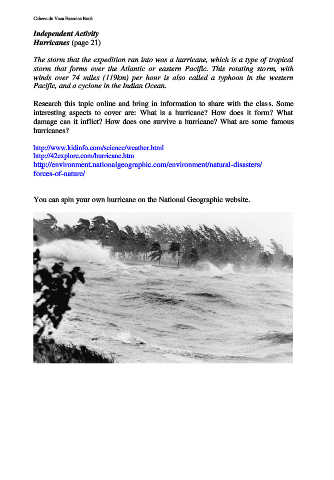 Cabeza de Vaca Resource Book
Independent Activity
Hurricanes (page 21)
The storm that the expedition ran into was a hurricane, which is a type of tropical
storm that forms over the Atlantic or eastern Pacific. This rotating storm, with
winds over 74 miles (119km) per hour is also called a typhoon in the western
Pacific, and a cyclone in the Indian Ocean.
Research this topic online and bring in information to share with the class. Some
interesting aspects to cover are: What is a hurricane? How does it form? What
damage can it inflict? How does one survive a hurricane? What are some famous
hurricanes?
http://www.kidinfo.com/science/weather.html
http://42explore.com/hurricane.htm
http://environment.nationalgeographic.com/environment/natural-disasters/
forces-of-nature/
You can spin your own hurricane on the National Geographic website.